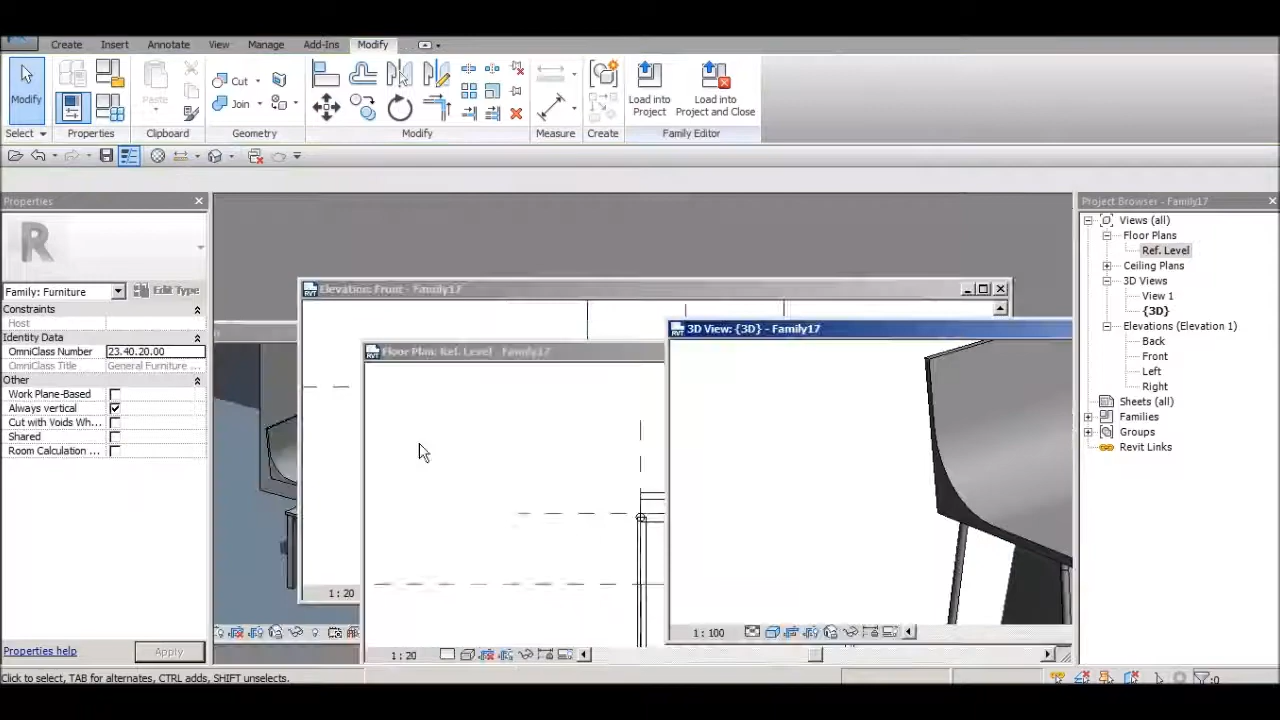 Create Insert Annotate View Manage Add-Ins Modify
Modify
Paste
Cut
Join
Load into Project
Load into Project and Close
Select Properties Clipboard Geometry Modify Measure Create Family Editor
Properties
R
Family: Furniture Edit Type
Constraints
Host
Identity Data
OmniClass Number 23.40.20.00
OmniClass Title General Furniture ...
Other
Work Plane-Based
Always vertical
Cut with Voids Wh...
Shared
Room Calculation ...
Properties help Apply
Elevation: Front - Family17
RVT
1 : 20
Floor Plan: Ref. Level - Family17
RVT
1 : 20
3D View: {3D} - Family17
RVT
1 : 100
Project Browser - Family17
Views (all)
Floor Plans
Ref. Level
Ceiling Plans
3D Views
View 1
{3D}
Elevations (Elevation 1)
Back
Front
Left
Right
Sheets (all)
Families
Groups
Revit Links
Click to select, TAB for alternates, CTRL adds, SHIFT unselects.
:0